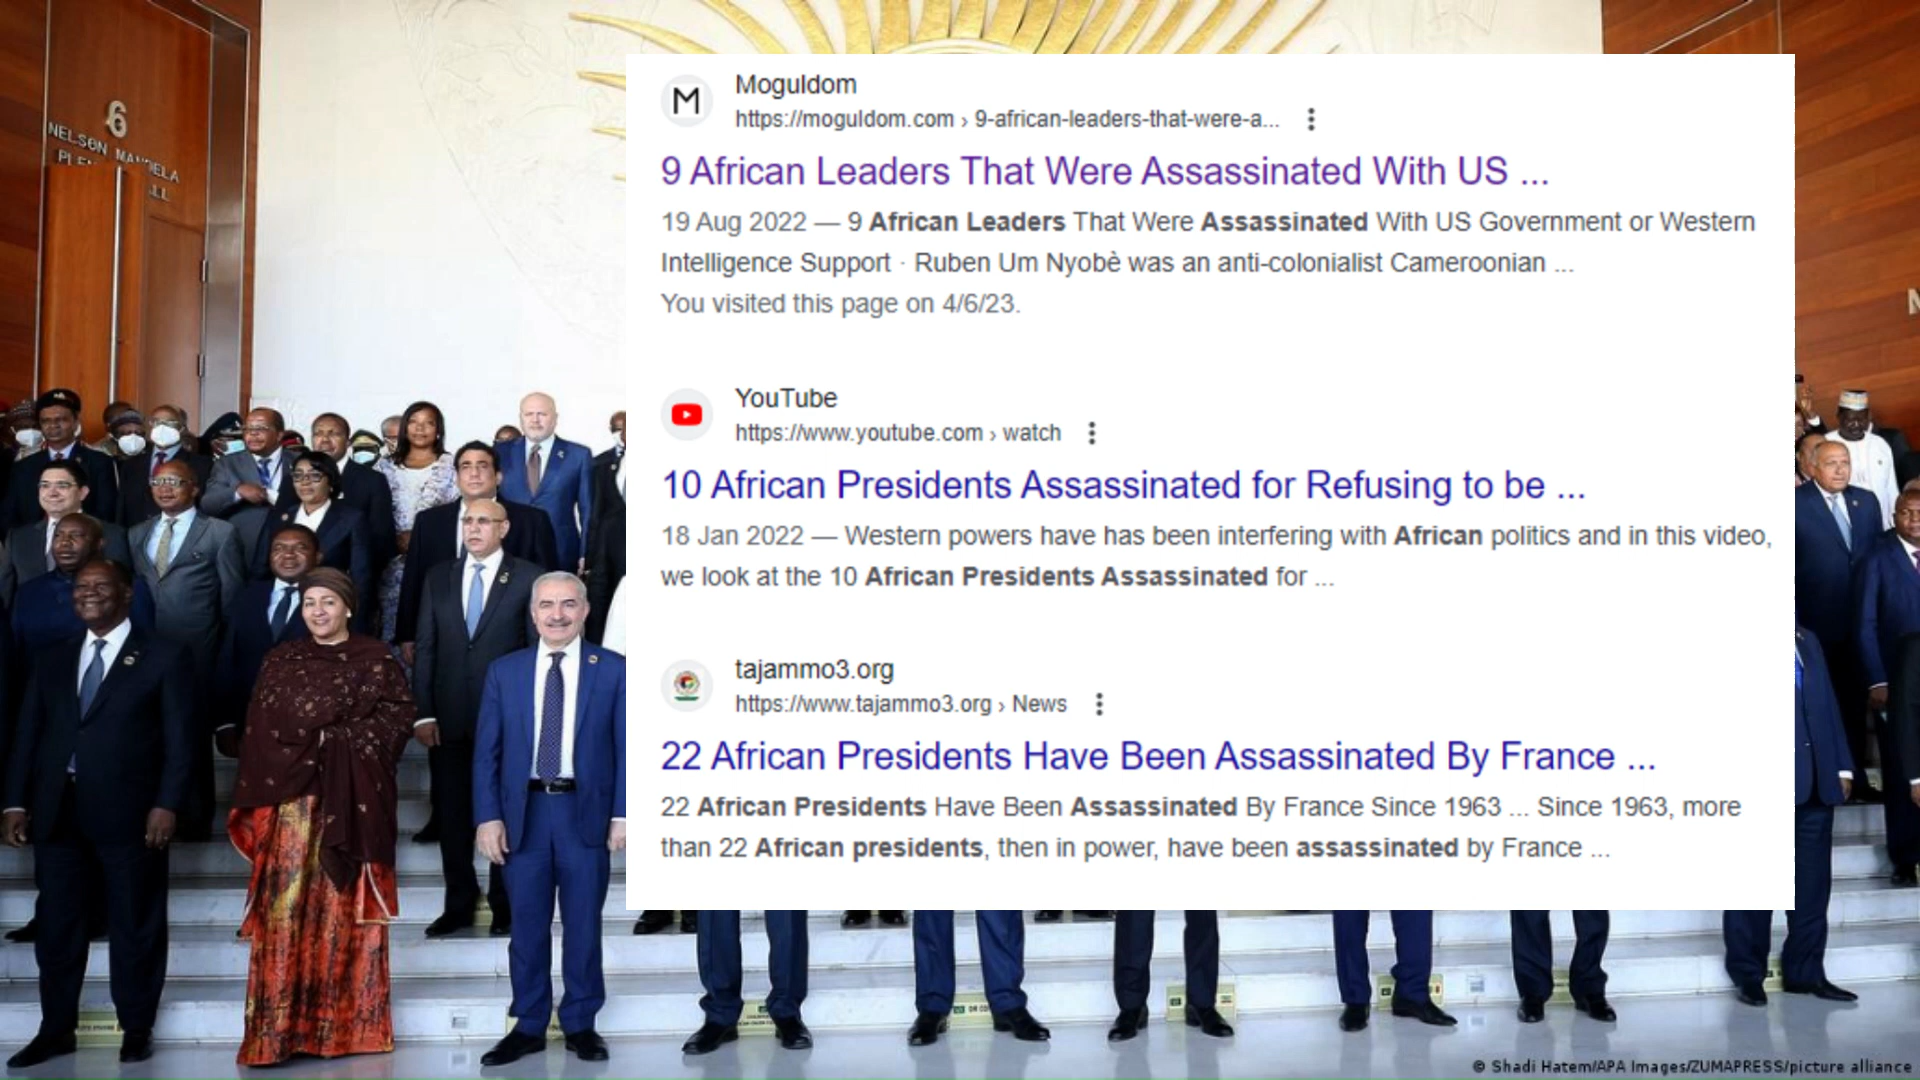 6
NELSON MANDELA
Moguldom
https://moguldom.com › 9-african-leaders-that-were-a...
9 African Leaders That Were Assassinated With US ...
19 Aug 2022 — 9 African Leaders That Were Assassinated With US Government or Western
Intelligence Support · Ruben Um Nyobè was an anti-colonialist Cameroonian ...
You visited this page on 4/6/23.
YouTube
https://www.youtube.com › watch
10 African Presidents Assassinated for Refusing to be ...
18 Jan 2022 — Western powers have has been interfering with African politics and in this video,
we look at the 10 African Presidents Assassinated for ...
tajammo3.org
https://www.tajammo3.org › News
22 African Presidents Have Been Assassinated By France ...
22 African Presidents Have Been Assassinated By France Since 1963 ... Since 1963, more
than 22 African presidents, then in power, have been assassinated by France ...
© Shadi Hatem/APA Images/ZUMAPRESS/picture alliance